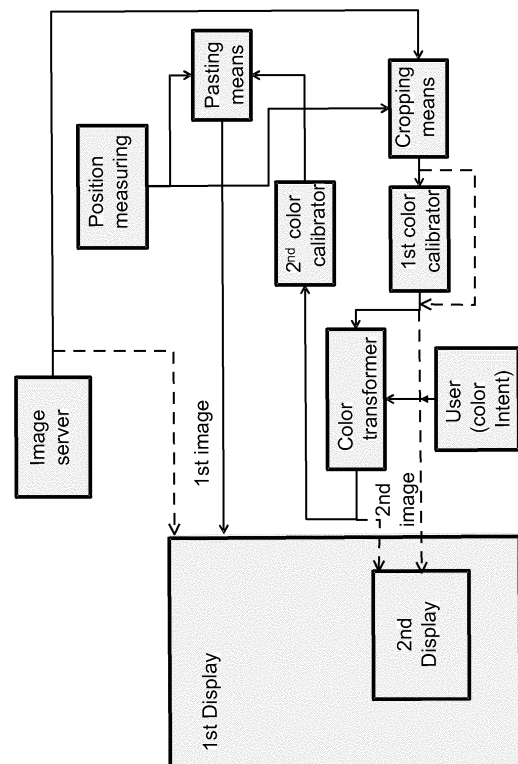 Image
server
Position
measuring
Pasting
means
Cropping
means
1st color
calibrator
2nd color
calibrator
Color
transformer
User
(color
Intent)
1st image
2nd
image
1st Display
2nd
Display